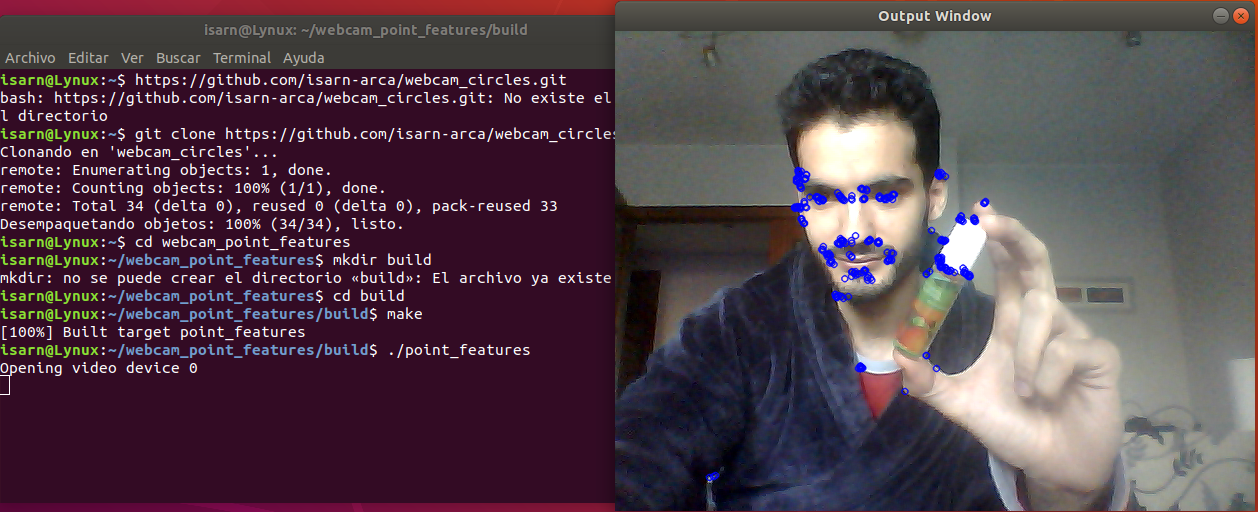 isarn@Lynux: ~/webcam_point_features/build
Archivo Editar Ver Buscar Terminal Ayuda
isarn@Lynux:~$ https://github.com/isarn-arca/webcam_circles.git
bash: https://github.com/isarn-arca/webcam_circles.git: No existe el
l directorio
isarn@Lynux:~$ git clone https://github.com/isarn-arca/webcam_circles
Clonando en 'webcam_circles'...
remote: Enumerating objects: 1, done.
remote: Counting objects: 100% (1/1), done.
remote: Total 34 (delta 0), reused 0 (delta 0), pack-reused 33
Desempaquetando objetos: 100% (34/34), listo.
isarn@Lynux:~$ cd webcam_point_features
isarn@Lynux:~/webcam_point_features$ mkdir build
mkdir: no se puede crear el directorio «build»: El archivo ya existe
isarn@Lynux:~/webcam_point_features$ cd build
isarn@Lynux:~/webcam_point_features/build$ make
[100%] Built target point_features
isarn@Lynux:~/webcam_point_features/build$ ./point_features
Opening video device 0
Output Window